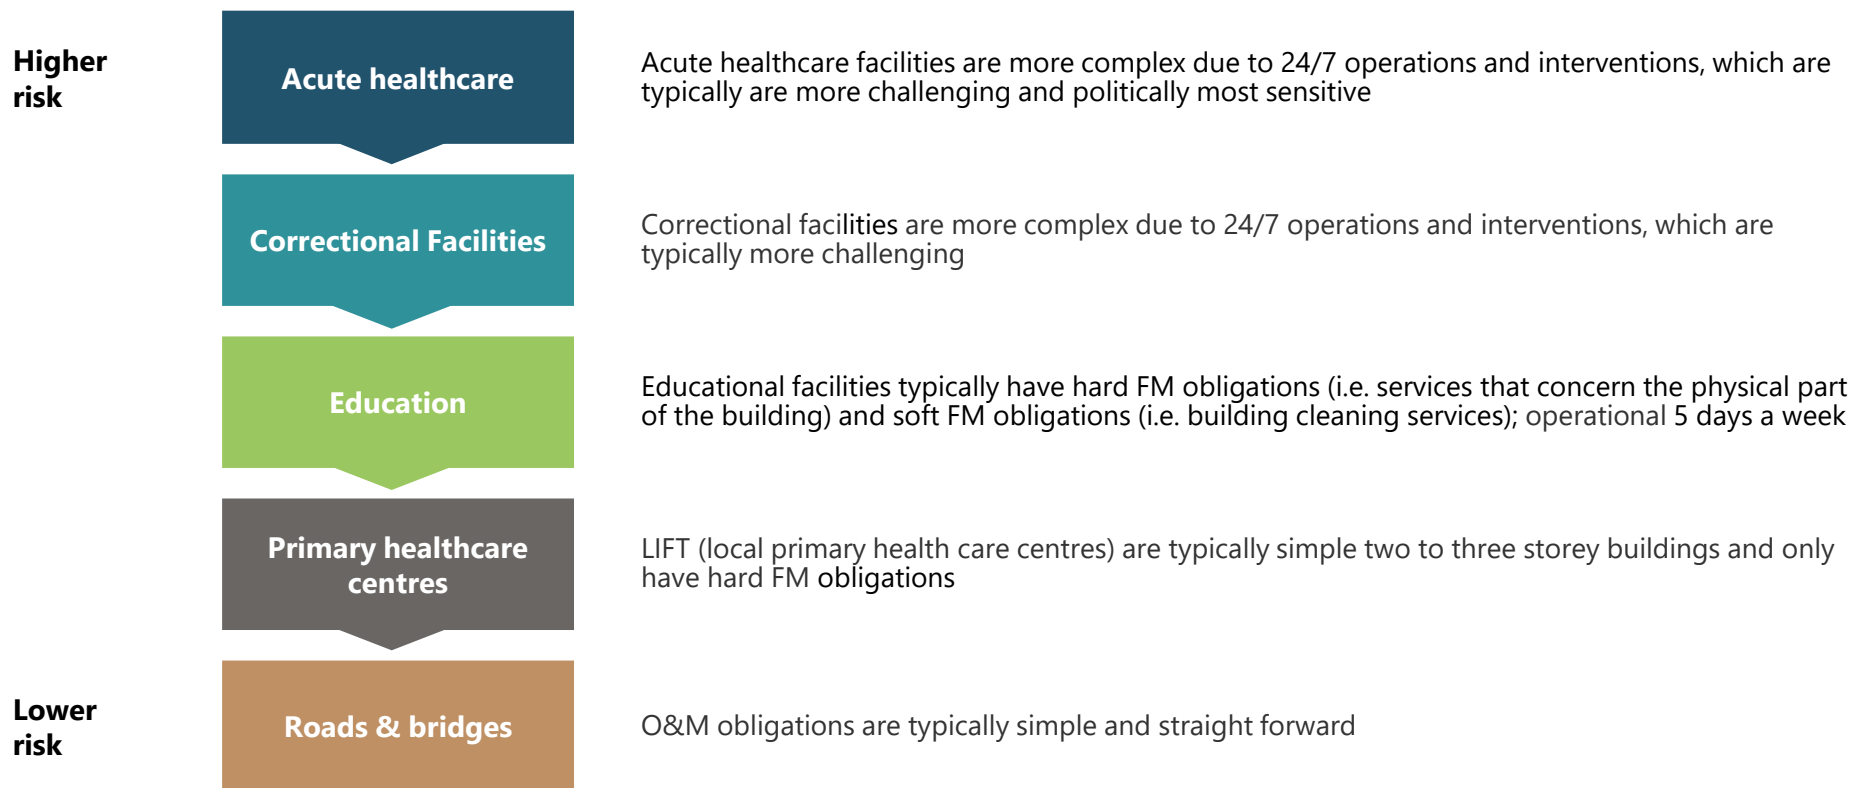 Higher
risk
Acute healthcare
Acute healthcare facilities are more complex due to 24/7 operations and interventions, which are
typically are more challenging and politically most sensitive
Correctional Facilities
Correctional facilities are more complex due to 24/7 operations and interventions, which are
typically more challenging
Education
Educational facilities typically have hard FM obligations (i.e. services that concern the physical part
of the building) and soft FM obligations (i.e. building cleaning services); operational 5 days a week
Primary healthcare
centres
LIFT (local primary health care centres) are typically simple two to three storey buildings and only
have hard FM obligations
Lower
risk
Roads & bridges
O&M obligations are typically simple and straight forward